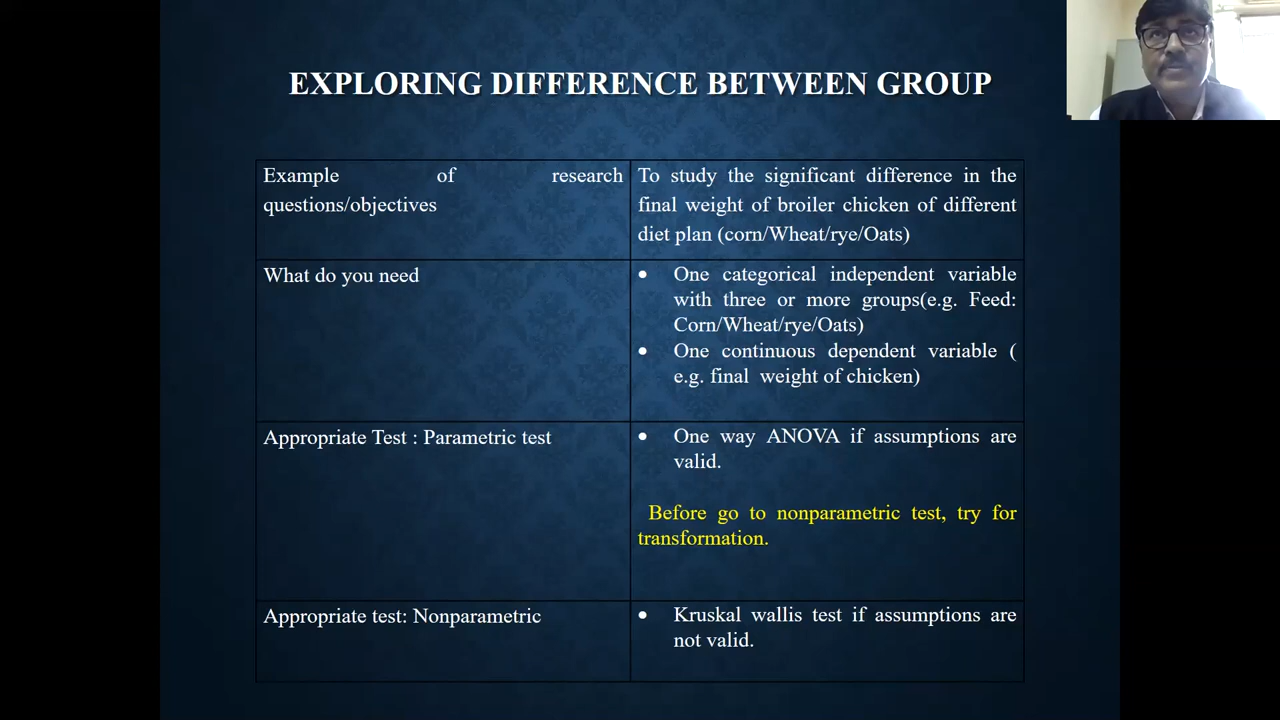 EXPLORING DIFFERENCE BETWEEN GROUP
Example of research
questions/objectives
To study the significant difference in the
final weight of broiler chicken of different
diet plan (corn/Wheat/rye/Oats)
What do you need
• One categorical independent variable
with three or more groups(e.g. Feed:
Corn/Wheat/rye/Oats)
• One continuous dependent variable (
e.g. final weight of chicken)
Appropriate Test : Parametric test
• One way ANOVA if assumptions are
valid.
Before go to nonparametric test, try for
transformation.
Appropriate test: Nonparametric
• Kruskal wallis test if assumptions are
not valid.